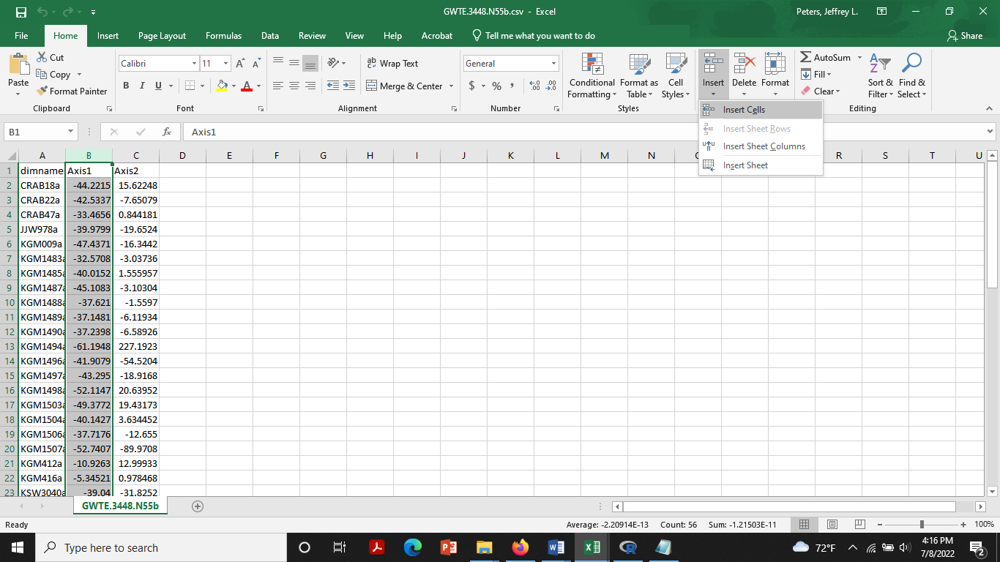 GWTE.3448.N55b.csv - Excel
Peters, Jeffrey L.
File Home Insert Page Layout Formulas Data Review View Help Acrobat Tell me what you want to do Share
Paste Cut Copy Format Painter Clipboard
Calibri 11 A A B I U A Font
Wrap Text Merge & Center Alignment
General $ % , .00 .0 Number
Conditional Formatting Format as Table Cell Styles Styles
Insert Delete Format
AutoSum Fill Clear Sort & Filter Find & Select Editing
Insert Cells
Insert Sheet Rows
Insert Sheet Columns
Insert Sheet
B1 fx Axis1
A B C D E F G H I J K L M N R S T U
1 dimname Axis1 Axis2
2 CRAB18a -44.2215 15.62248
3 CRAB22a -42.5337 -7.65079
4 CRAB47a -33.4656 0.844181
5 JJW978a -39.9799 -19.6524
6 KGM009a -47.4371 -16.3442
7 KGM1483a -32.5708 -3.03736
8 KGM1485a -40.0152 1.555957
9 KGM1487a -45.1083 -3.10304
10 KGM1488a -37.621 -1.5597
11 KGM1489a -37.1481 -6.11934
12 KGM1490a -37.2398 -6.58926
13 KGM1494a -61.1948 227.1923
14 KGM1496a -41.9079 -54.5204
15 KGM1497a -43.295 -18.9168
16 KGM1498a -52.1147 20.63952
17 KGM1503a -49.3772 19.43173
18 KGM1504a -40.1427 3.634452
19 KGM1506a -37.7176 -12.655
20 KGM1507a -52.7407 -89.9708
21 KGM412a -10.9263 12.99933
22 KGM416a -5.34521 0.978468
23 KSW3040a -39.04 -31.8252
GWTE.3448.N55b
Ready Average: -2.20914E-13 Count: 56 Sum: -1.21503E-11 100%
Type here to search 72°F 4:16 PM
7/8/2022 2